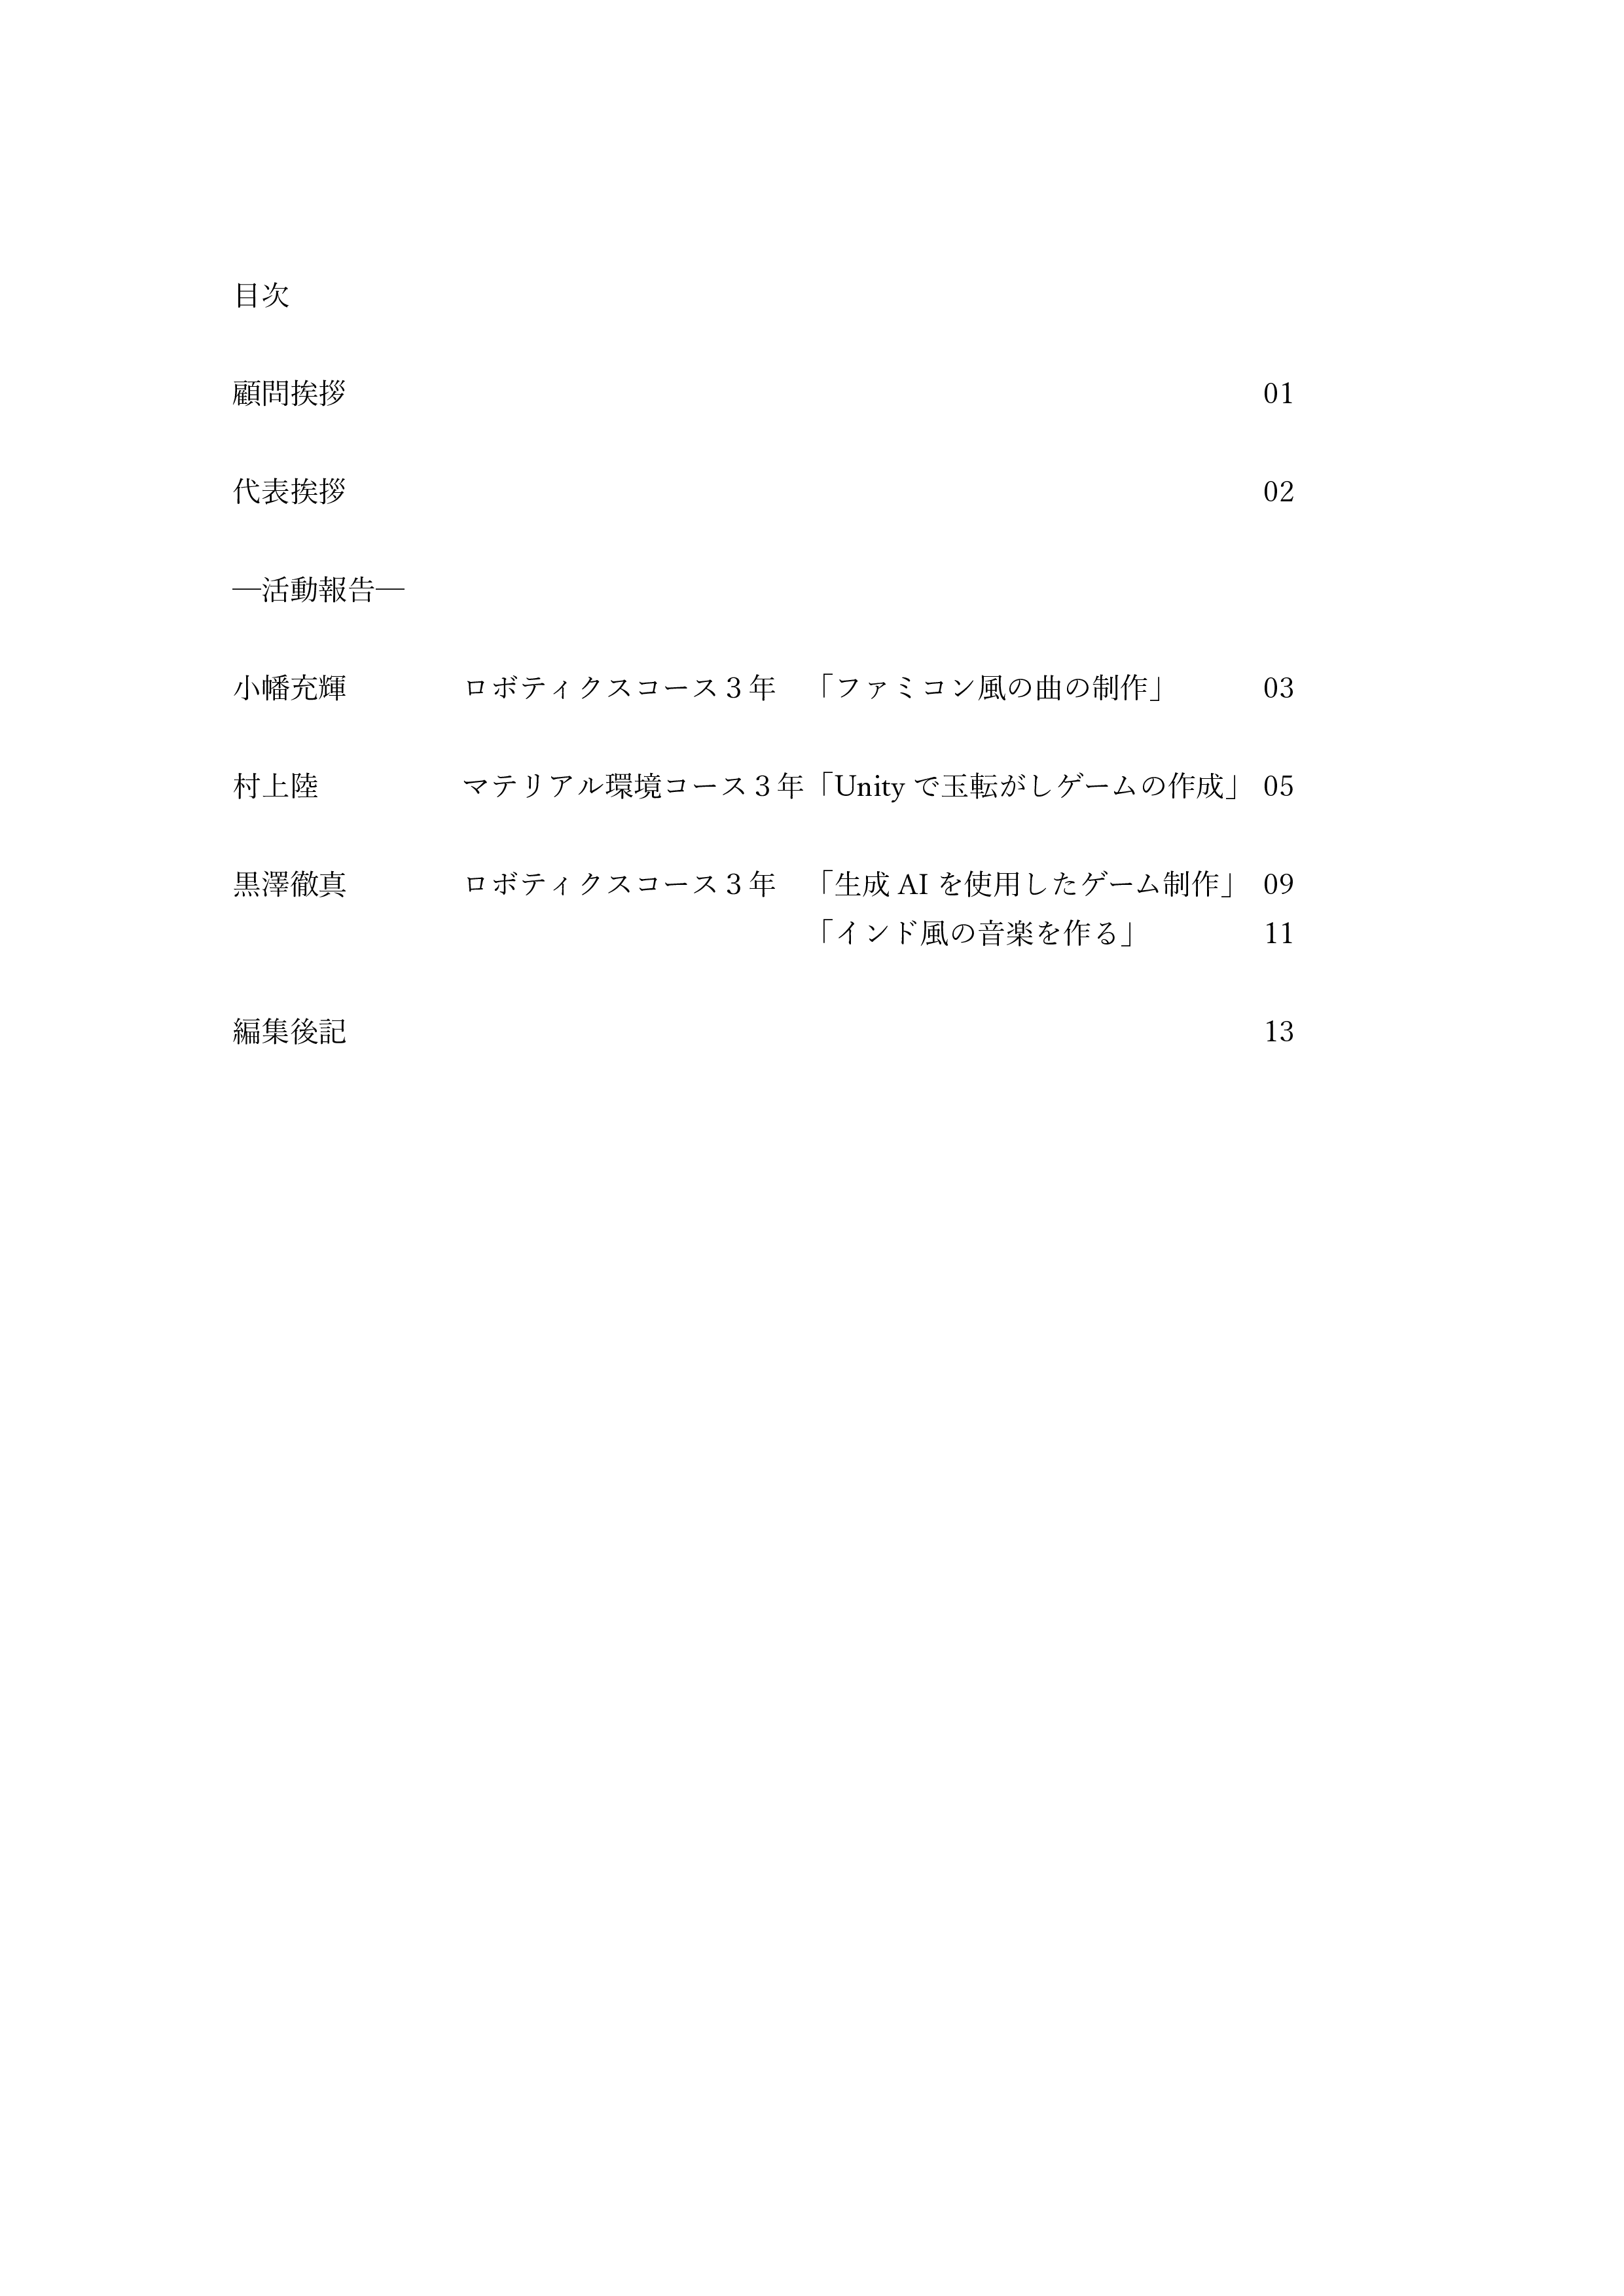 目次
顧問挨拶 01
代表挨拶 02
―活動報告―
小幡充輝 ロボティクスコース３年 「ファミコン風の曲の制作」 03
村上陸 マテリアル環境コース３年「Unity で玉転がしゲームの作成」 05
黒澤徹真 ロボティクスコース３年 「生成 AI を使用したゲーム制作」 09
「インド風の音楽を作る」 11
編集後記 13